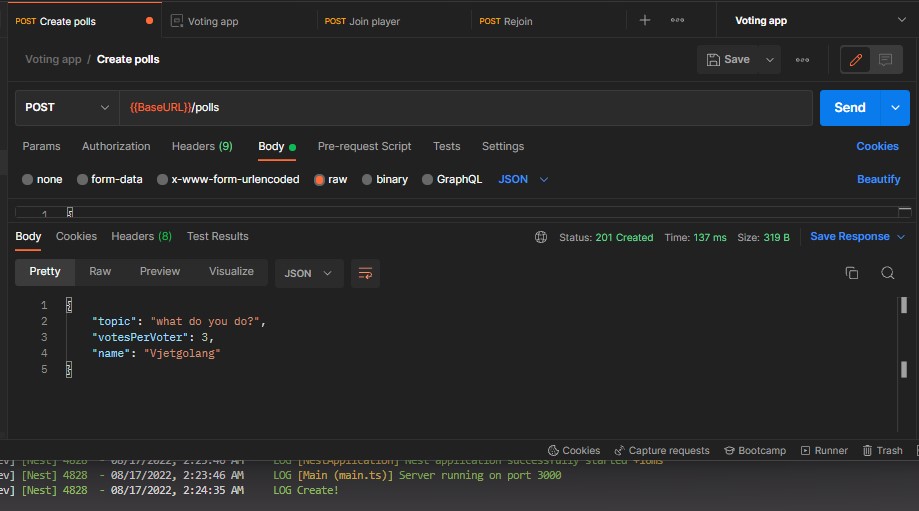 POST Create polls
Voting app
POST Join player
POST Rejoin
Voting app
Voting app / Create polls
Save
POST
{{BaseURL}}/polls
Send
Params Authorization Headers (9) Body Pre-request Script Tests Settings Cookies
none form-data x-www-form-urlencoded raw binary GraphQL JSON Beautify
1 {
Body Cookies Headers (8) Test Results Status: 201 Created Time: 137 ms Size: 319 B Save Response
Pretty Raw Preview Visualize JSON
1 {
2 "topic": "what do you do?",
3 "votesPerVoter": 3,
4 "name": "Vjetgolang"
5 }
Cookies Capture requests Bootcamp Runner Trash
ev] [Nest] 4828 - 08/17/2022, 2:23:46 AM LOG [NestApplication] Nest application successfully started +10ms
ev] [Nest] 4828 - 08/17/2022, 2:23:46 AM LOG [Main (main.ts)] Server running on port 3000
ev] [Nest] 4828 - 08/17/2022, 2:24:35 AM LOG Create!